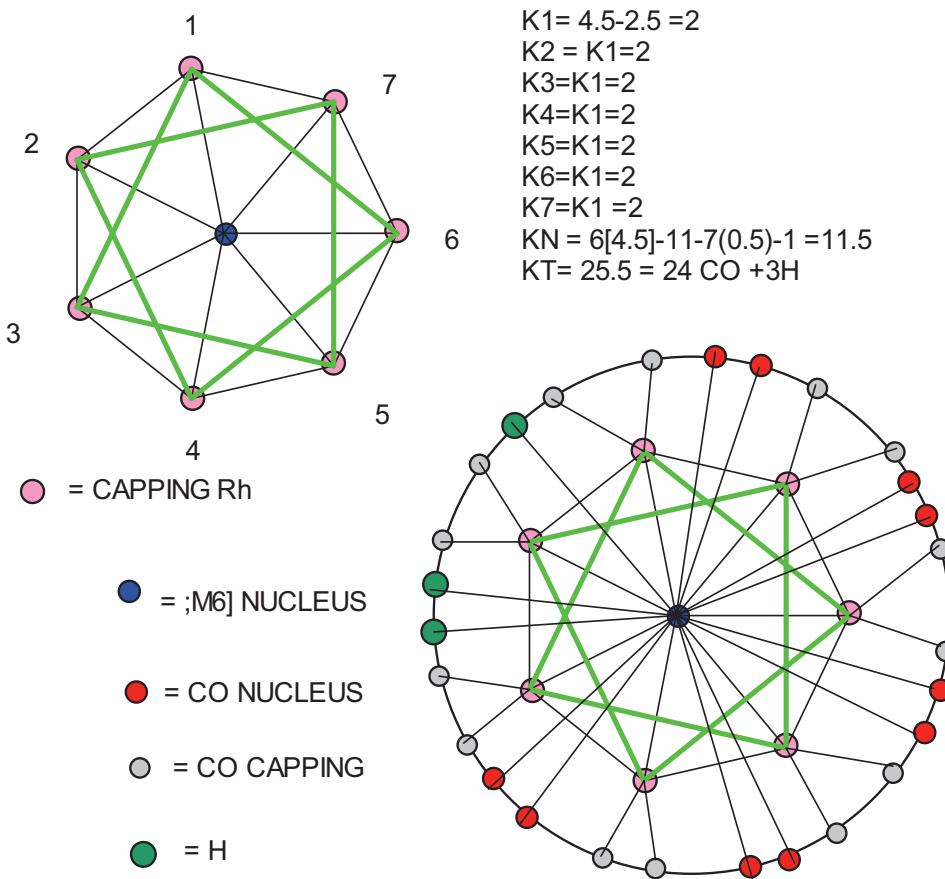 1
7
2
6
3
5
4
K1= 4.5-2.5 =2
K2 = K1=2
K3=K1=2
K4=K1=2
K5=K1=2
K6=K1=2
K7=K1 =2
KN = 6[4.5]-11-7(0.5)-1 =11.5
KT= 25.5 = 24 CO +3H
= CAPPING Rh
= ;M6] NUCLEUS
= CO NUCLEUS
= CO CAPPING
= H